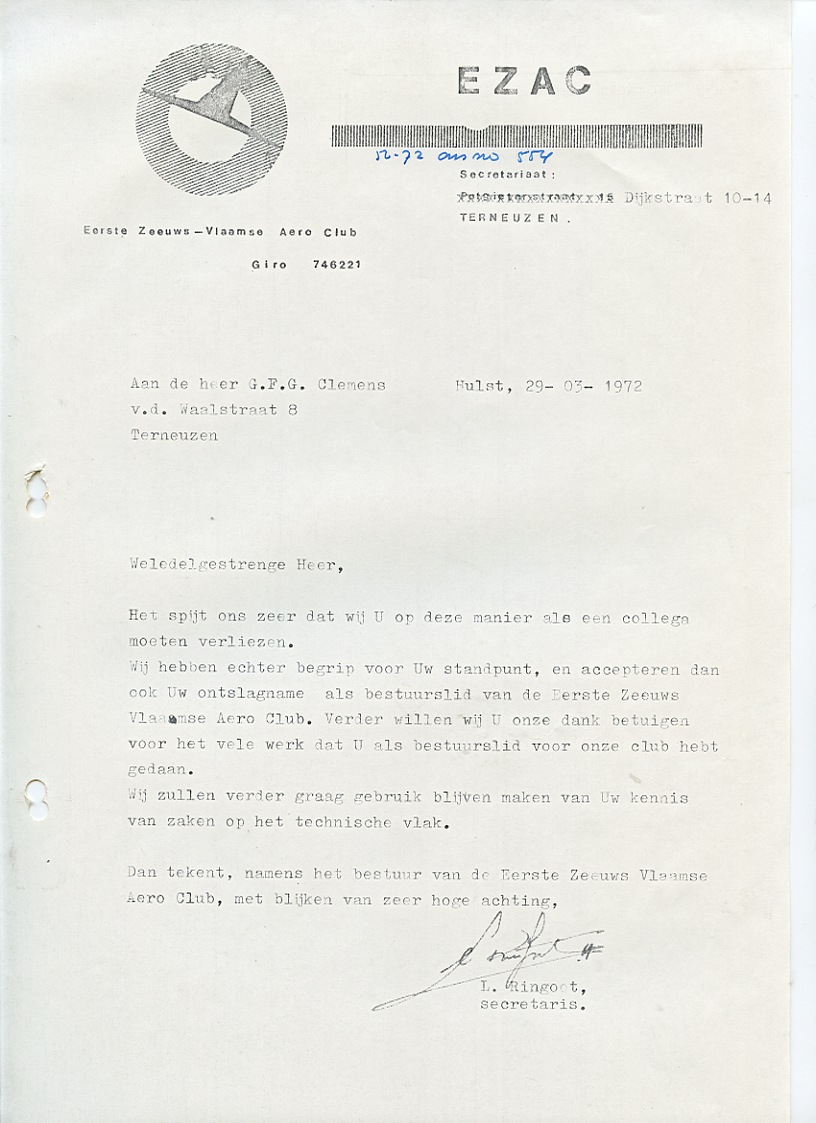 EZAC
52-72 anno 554
Secretariaat:
Potgieterstraat 15 Dijkstraat 10-14
TERNEUZEN.
Eerste Zeeuws-Vlaamse Aero Club
Giro 746221
Aan de heer G.F.G. Clemens
Hulst, 29- 03- 1972
v.d. Waalstraat 8
Terneuzen
Weledelgestrenge Heer,
Het spijt ons zeer dat wij U op deze manier als een collega
moeten verliezen.
Wij hebben echter begrip voor Uw standpunt, en accepteren dan
ook Uw ontslagname als bestuurslid van de Eerste Zeeuws
Vlaamse Aero Club. Verder willen wij U onze dank betuigen
voor het vele werk dat U als bestuurslid voor onze club hebt
gedaan.
Wij zullen verder graag gebruik blijven maken van Uw kennis
van zaken op het technische vlak.
Dan tekent, namens het bestuur van de Eerste Zeeuws Vlaamse
Aero Club, met blijken van zeer hoge achting,
L. Ringoot,
secretaris.